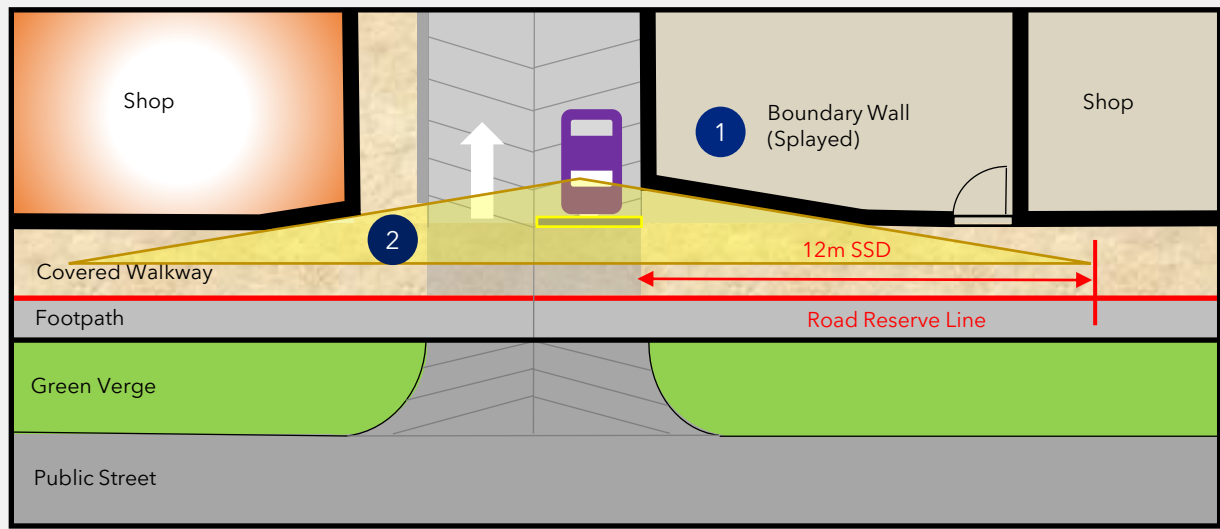 Shop
1
Boundary Wall
(Splayed)
Shop
2
12m SSD
Covered Walkway
Footpath
Road Reserve Line
Green Verge
Public Street